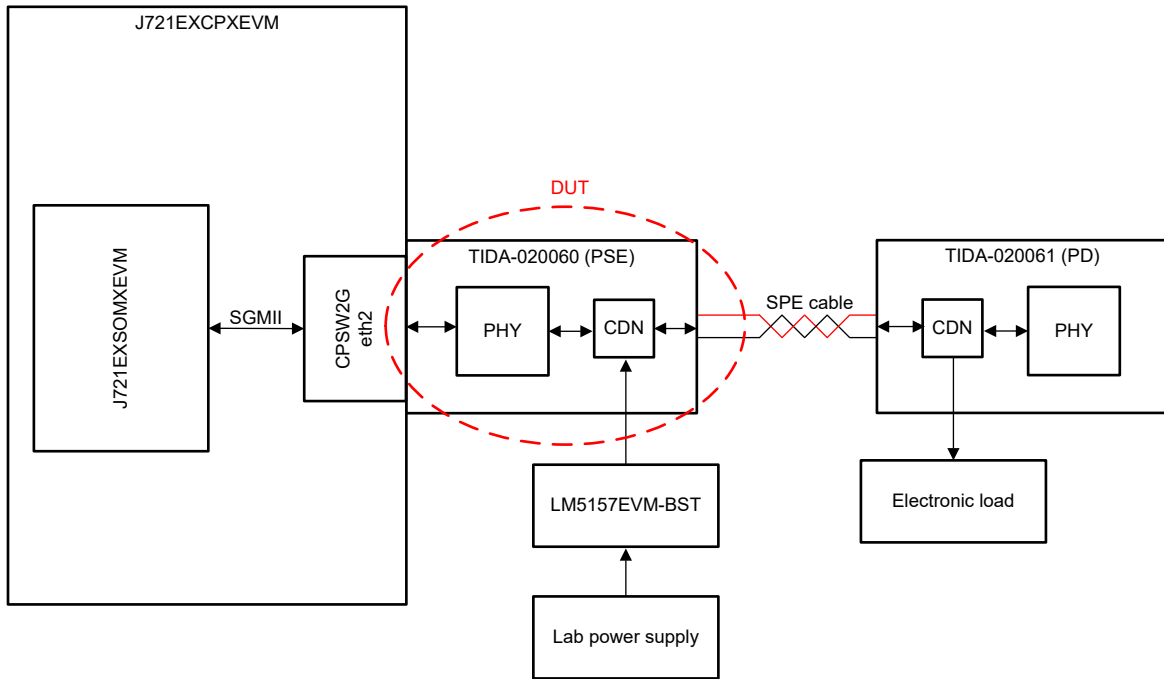 J721EXCPXEVM
J721EXSOMXEVM
SGMII
CPSW2G
eth2
DUT
TIDA-020060 (PSE)
PHY
CDN
SPE cable
TIDA-020061 (PD)
CDN
PHY
LM5157EVM-BST
Electronic load
Lab power supply